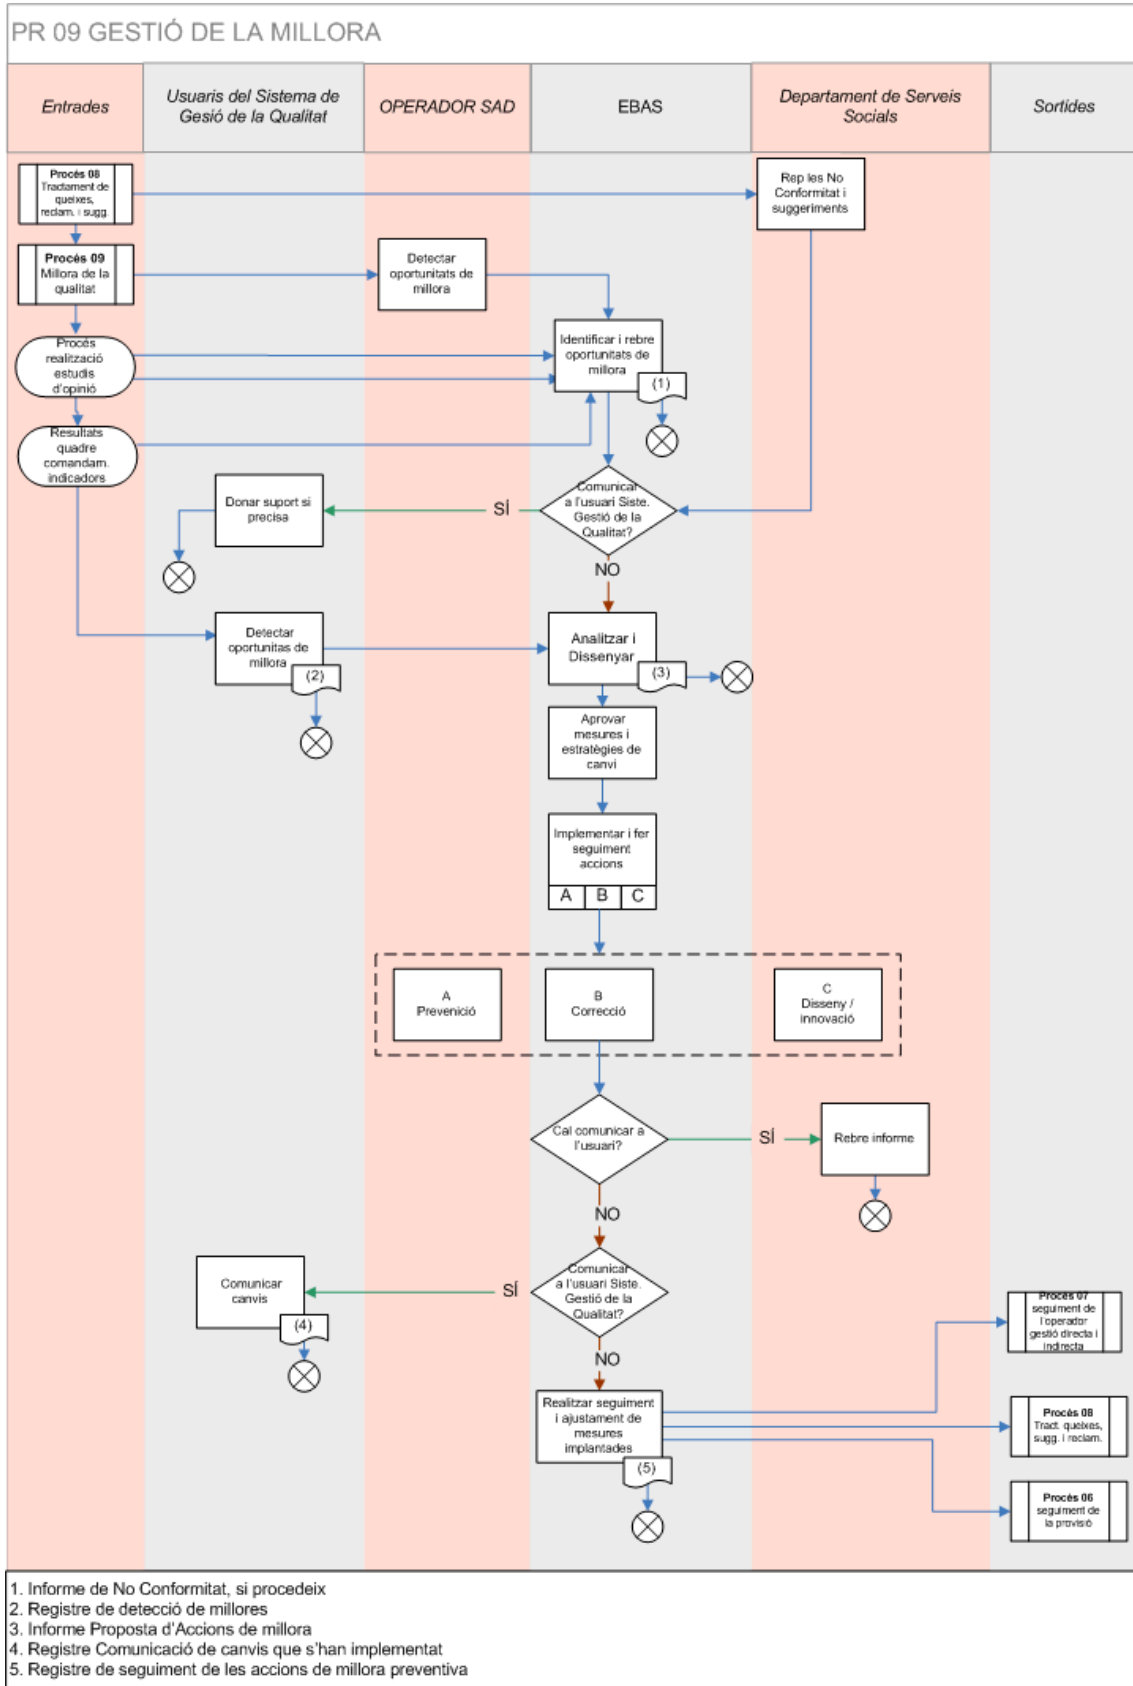 PR 09 GESTIÓ DE LA MILLORA
Entrades
Usuaris del Sistema de
Gesió de la Qualitat
OPERADOR SAD
EBAS
Departament de Serveis
Socials
Sortides
Procés 08
Tractament de
queixes,
reclam. i sugg.
Rep les No
Conformitat i
suggeriments
Procés 09
Millora de la
qualitat
Detectar
oportunitats de
millora
Procés
realització
estudis
d'opinió
Identificar i rebre
oportunitats de
millora
(1)
Resultats
quadre
comandam.
indicadors
Donar suport si
precisa
SÍ
Comunicar
a l'usuari Siste.
Gestió de la
Qualitat?
NO
Detectar
oportunitas de
millora
(2)
Analitzar i
Dissenyar
(3)
Aprovar
mesures i
estratègies de
canvi
Implementar i fer
seguiment
accions
A B C
A
Prevenició
B
Correcció
C
Disseny /
innovació
Cal comunicar a
l'usuari?
SÍ
Rebre informe
NO
Comunicar
canvis
(4)
SÍ
Comunicar
a l'usuari Siste.
Gestió de la
Qualitat?
NO
Procés 07
seguiment de
l'operador
gestió directa i
indirecta
Realitzar seguiment
i ajustament de
mesures
implantades
(5)
Procés 08
Tract. queixes,
sugg. i reclam.
Procés 06
seguiment de
la provisió
1. Informe de No Conformitat, si procedeix
2. Registre de detecció de millores
3. Informe Proposta d'Accions de millora
4. Registre Comunicació de canvis que s'han implementat
5. Registre de seguiment de les accions de millora preventiva